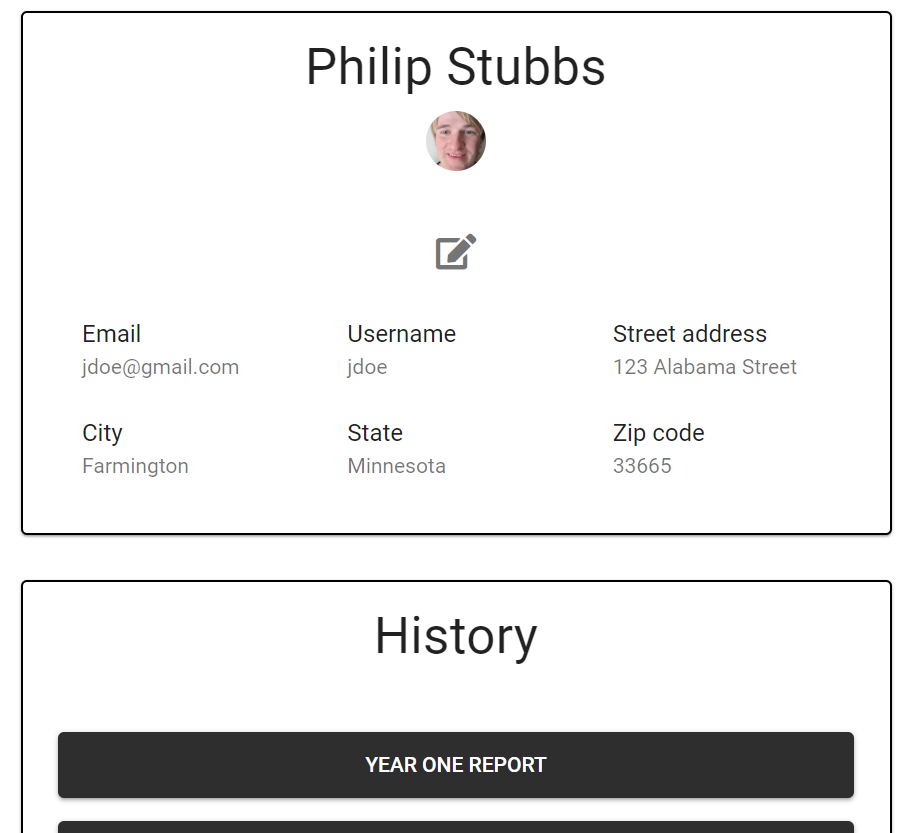 Philip Stubbs
Email Username Street address
jdoe@gmail.com jdoe 123 Alabama Street
City State Zip code
Farmington Minnesota 33665
History
YEAR ONE REPORT